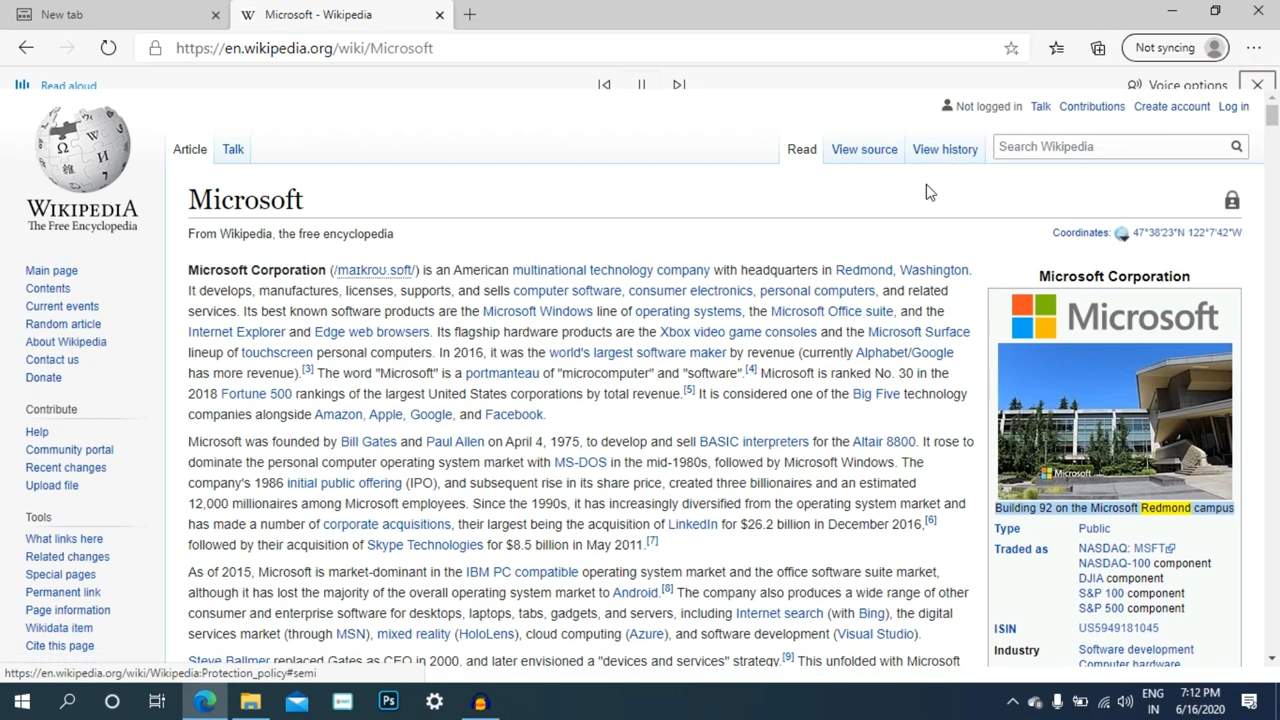 New tab
Microsoft - Wikipedia
https://en.wikipedia.org/wiki/Microsoft
Not syncing
Read aloud
Voice options
Not logged in Talk Contributions Create account Log in
WIKIPEDIA
The Free Encyclopedia
Article Talk
Read View source View history
Search Wikipedia
Microsoft
From Wikipedia, the free encyclopedia
Coordinates: 47°38′23″N 122°7′42″W
Main page
Contents
Current events
Random article
About Wikipedia
Contact us
Donate
Contribute
Help
Community portal
Recent changes
Upload file
Tools
What links here
Related changes
Special pages
Permanent link
Page information
Wikidata item
Cite this page
Microsoft Corporation (/maɪkroʊ.sɒft/) is an American multinational technology company with headquarters in Redmond, Washington.
It develops, manufactures, licenses, supports, and sells computer software, consumer electronics, personal computers, and related
services. Its best known software products are the Microsoft Windows line of operating systems, the Microsoft Office suite, and the
Internet Explorer and Edge web browsers. Its flagship hardware products are the Xbox video game consoles and the Microsoft Surface
lineup of touchscreen personal computers. In 2016, it was the world's largest software maker by revenue (currently Alphabet/Google
has more revenue).[3] The word "Microsoft" is a portmanteau of "microcomputer" and "software".[4] Microsoft is ranked No. 30 in the
2018 Fortune 500 rankings of the largest United States corporations by total revenue.[5] It is considered one of the Big Five technology
companies alongside Amazon, Apple, Google, and Facebook.
Microsoft was founded by Bill Gates and Paul Allen on April 4, 1975, to develop and sell BASIC interpreters for the Altair 8800. It rose to
dominate the personal computer operating system market with MS-DOS in the mid-1980s, followed by Microsoft Windows. The
company's 1986 initial public offering (IPO), and subsequent rise in its share price, created three billionaires and an estimated
12,000 millionaires among Microsoft employees. Since the 1990s, it has increasingly diversified from the operating system market and
has made a number of corporate acquisitions, their largest being the acquisition of LinkedIn for $26.2 billion in December 2016,[6]
followed by their acquisition of Skype Technologies for $8.5 billion in May 2011.[7]
As of 2015, Microsoft is market-dominant in the IBM PC compatible operating system market and the office software suite market,
although it has lost the majority of the overall operating system market to Android.[8] The company also produces a wide range of other
consumer and enterprise software for desktops, laptops, tabs, gadgets, and servers, including Internet search (with Bing), the digital
services market (through MSN), mixed reality (HoloLens), cloud computing (Azure), and software development (Visual Studio).
Steve Ballmer replaced Gates as CEO in 2000, and later envisioned a "devices and services" strategy.[9] This unfolded with Microsoft
Microsoft Corporation
Microsoft
Microsoft
Building 92 on the Microsoft Redmond campus
Type Public
Traded as NASDAQ: MSFT
NASDAQ-100 component
DJIA component
S&P 100 component
S&P 500 component
ISIN US5949181045
Industry Software development
Computer hardware
https://en.wikipedia.org/wiki/Wikipedia:Protection_policy#semi
Ps
ENG
IN
7:12 PM
6/16/2020